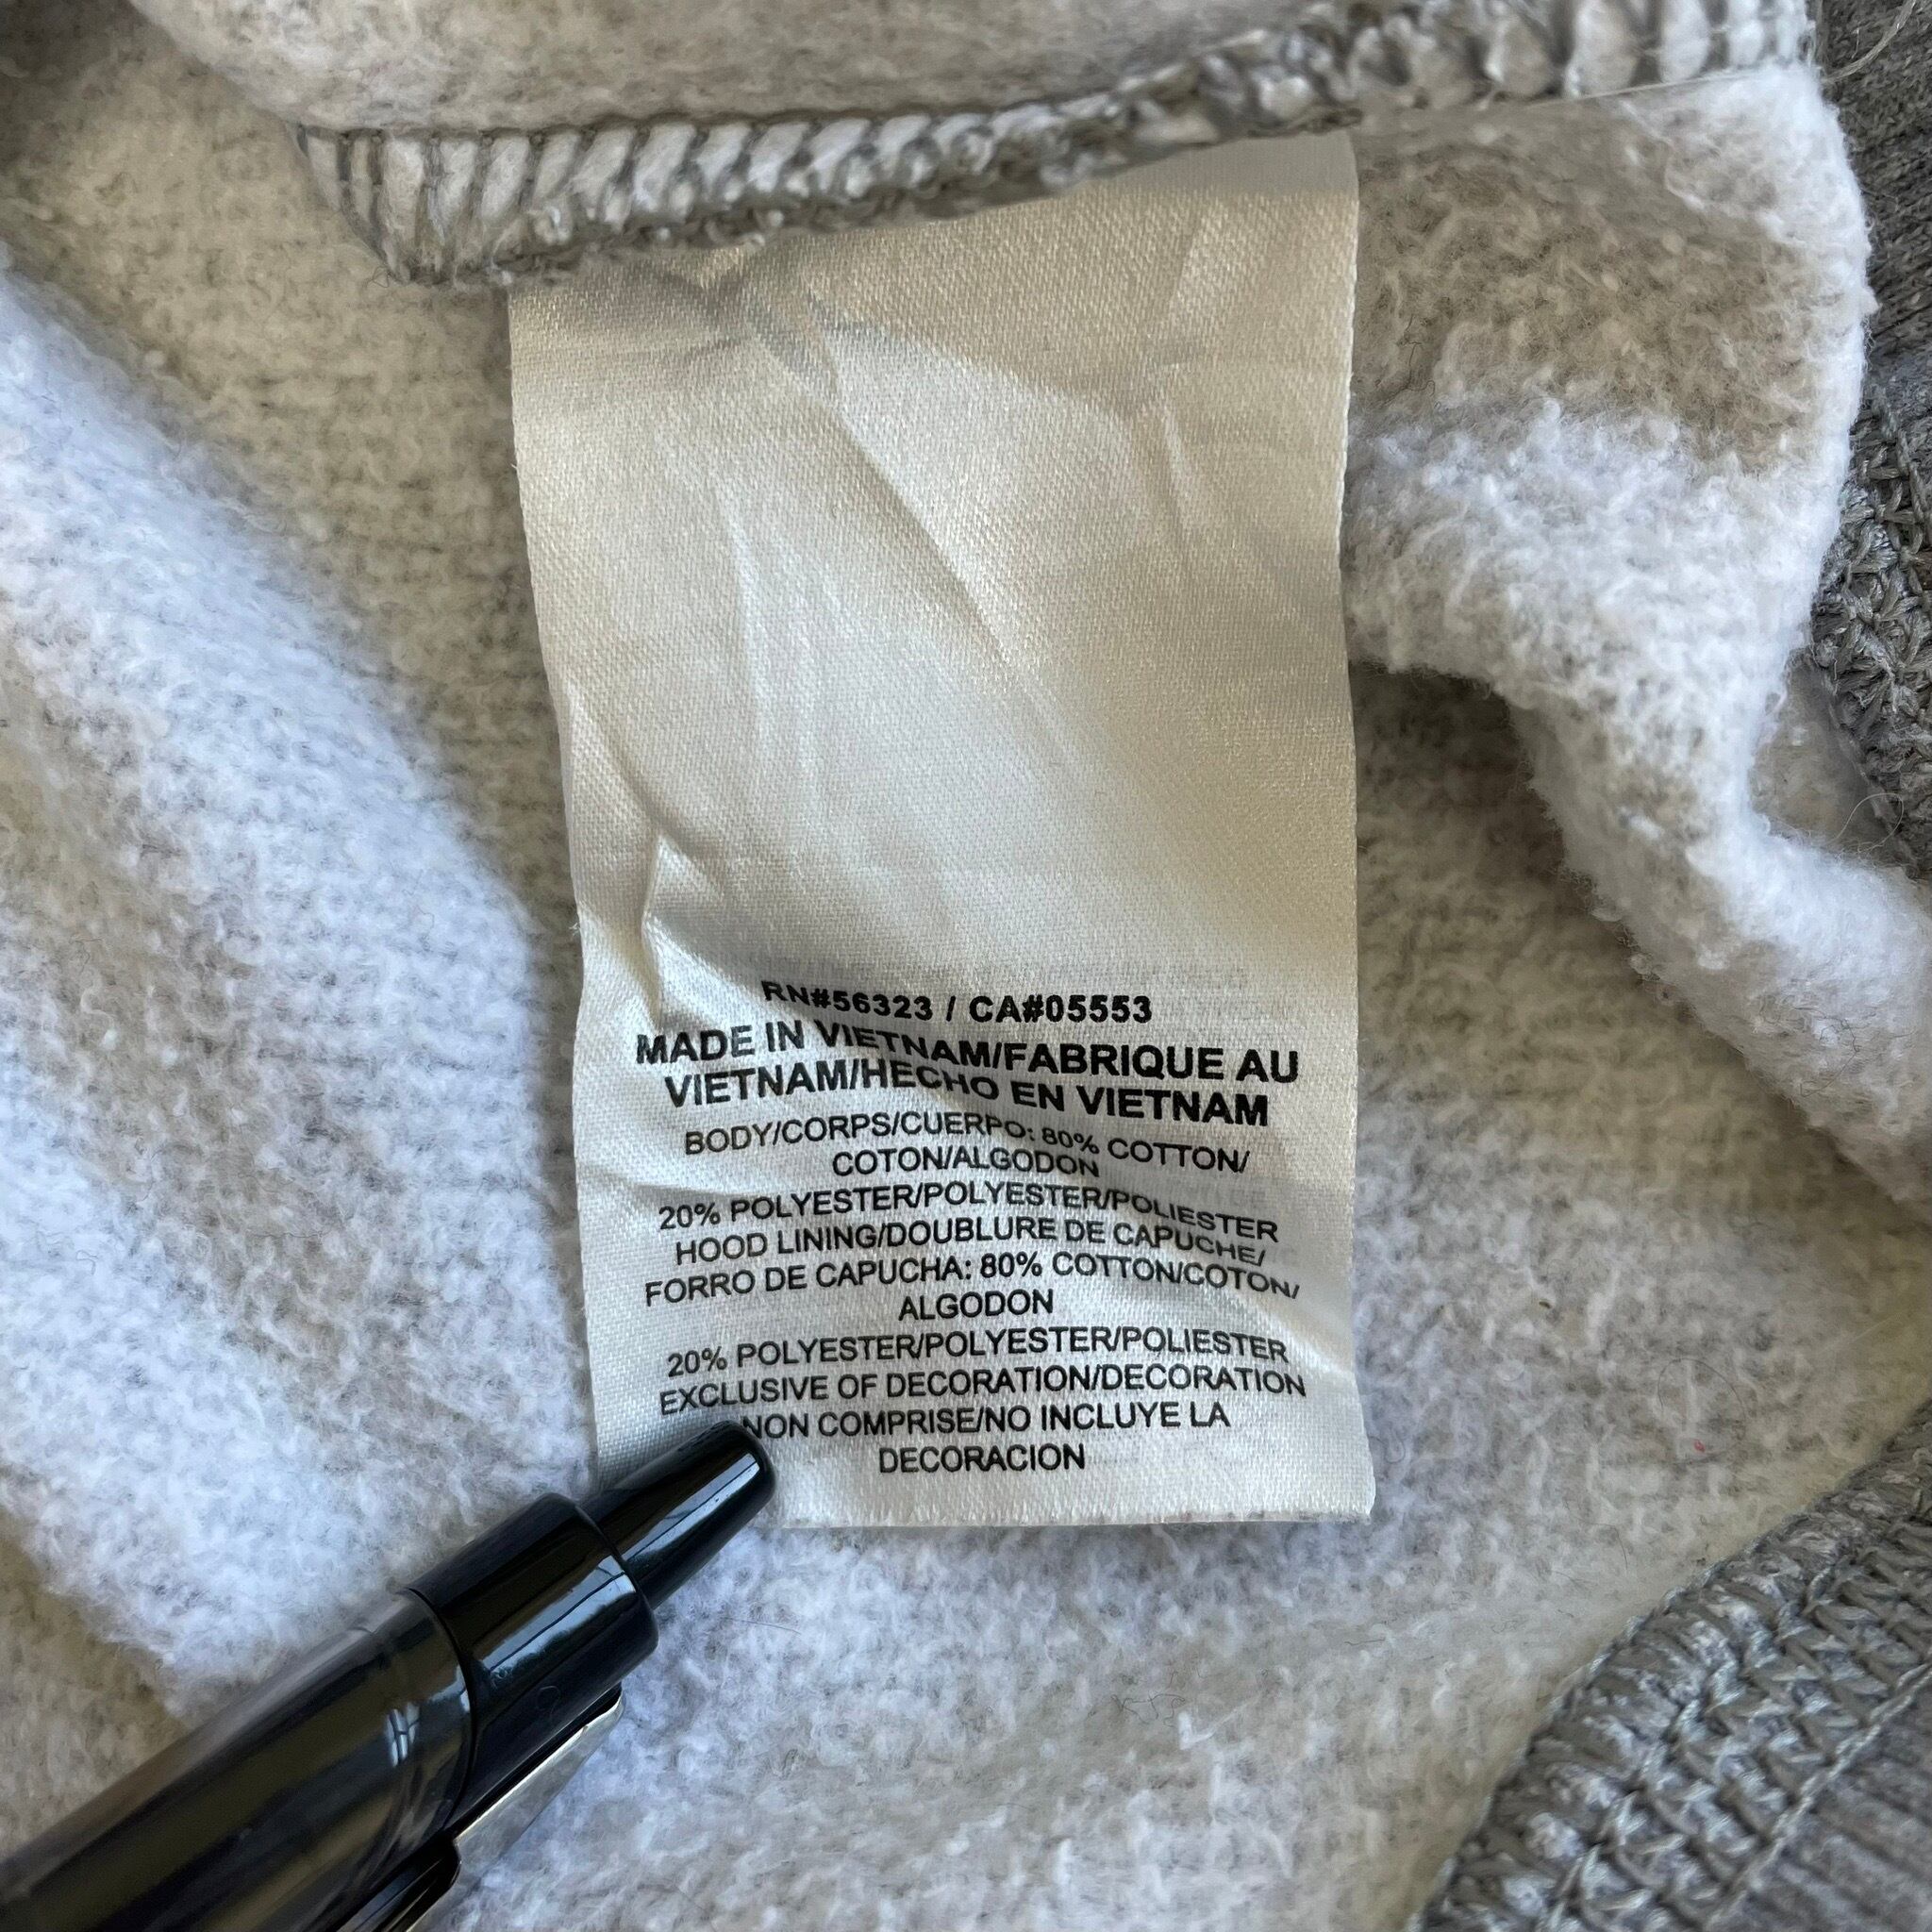 RN#56323 / CA#05553
MADE IN VIETNAM/FABRIQUE AU
VIETNAM/HECHO EN VIETNAM
BODY/CORPS/CUERPO: 80% COTTON/
COTON/ALGODON
20% POLYESTER/POLYESTER/POLIESTER
HOOD LINING/DOUBLURE DE CAPUCHE/
FORRO DE CAPUCHA: 80% COTTON/COTON/
ALGODON
20% POLYESTER/POLYESTER/POLIESTER
EXCLUSIVE OF DECORATION/DECORATION
NON COMPRISE/NO INCLUYE LA
DECORACION